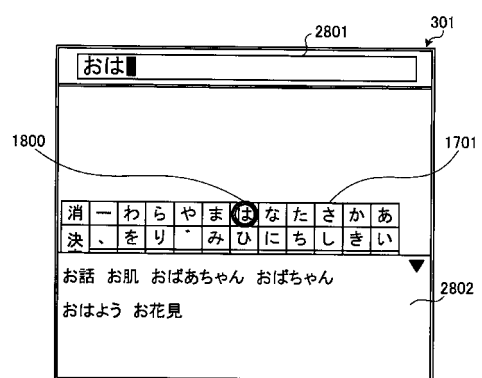 301
2801
おは
1800
1701
消 ー わ ら や ま は な た さ か あ
決 、 を り ゛ み ひ に ち し き い
▼
お話 お肌 おばあちゃん おばちゃん
2802
おはよう お花見